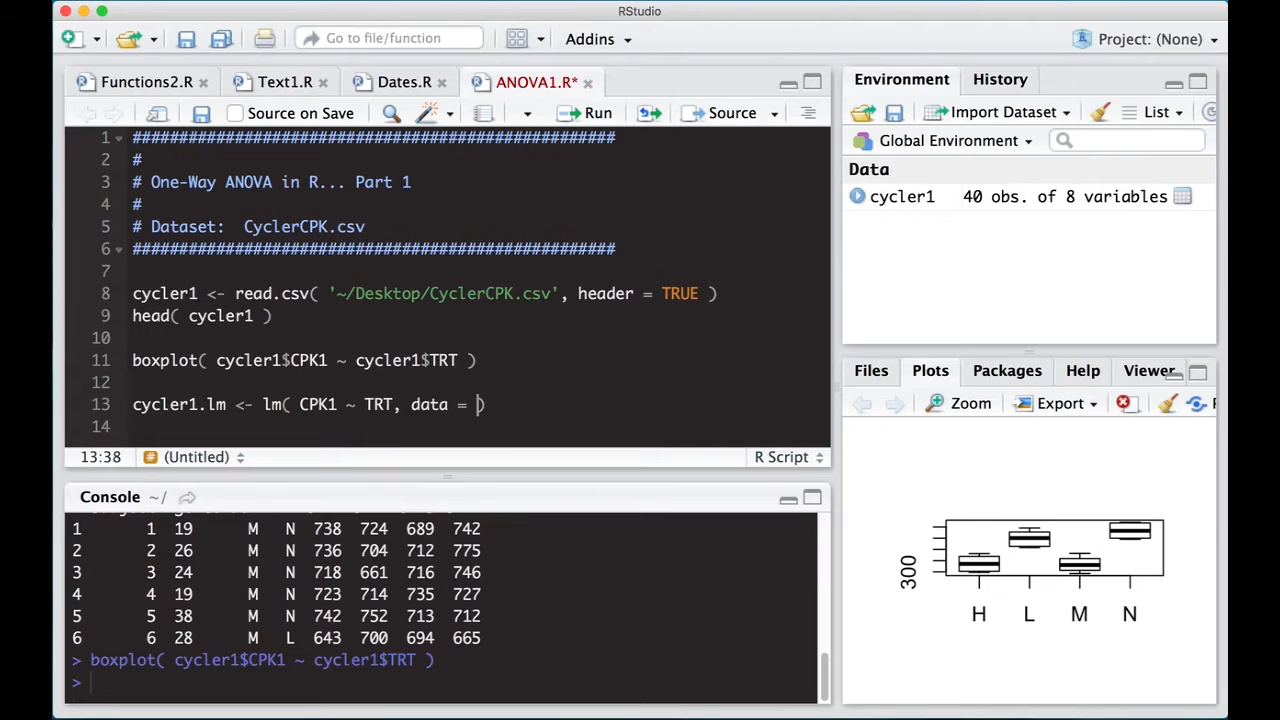 RStudio
Go to file/function
Addins
Project: (None)
Functions2.R
Text1.R
Dates.R
ANOVA1.R*
Source on Save
Run
Source
1 ####################################################
2 #
3 # One-Way ANOVA in R... Part 1
4 #
5 # Dataset:  CyclerCPK.csv
6 ####################################################
7
8 cycler1 <- read.csv( '~/Desktop/CyclerCPK.csv', header = TRUE )
9 head( cycler1 )
10
11 boxplot( cycler1$CPK1 ~ cycler1$TRT )
12
13 cycler1.lm <- lm( CPK1 ~ TRT, data = )
14
13:38 # (Untitled) R Script
Console ~/
1 1 19 M N 738 724 689 742
2 2 26 M N 736 704 712 775
3 3 24 M N 718 661 716 746
4 4 19 M N 723 714 735 727
5 5 38 M N 742 752 713 712
6 6 28 M L 643 700 694 665
> boxplot( cycler1$CPK1 ~ cycler1$TRT )
>
Environment History
Import Dataset List
Global Environment
Data
cycler1 40 obs. of 8 variables
Files Plots Packages Help Viewer
Zoom Export
300
H L M N